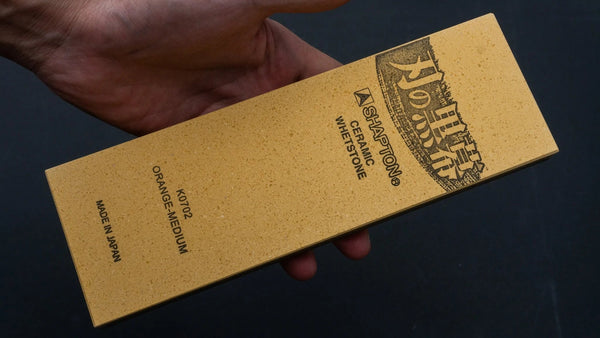 刃の黒幕
SHAPTON®
CERAMIC
WHETSTONE
K0702
ORANGE-MEDIUM
MADE IN JAPAN